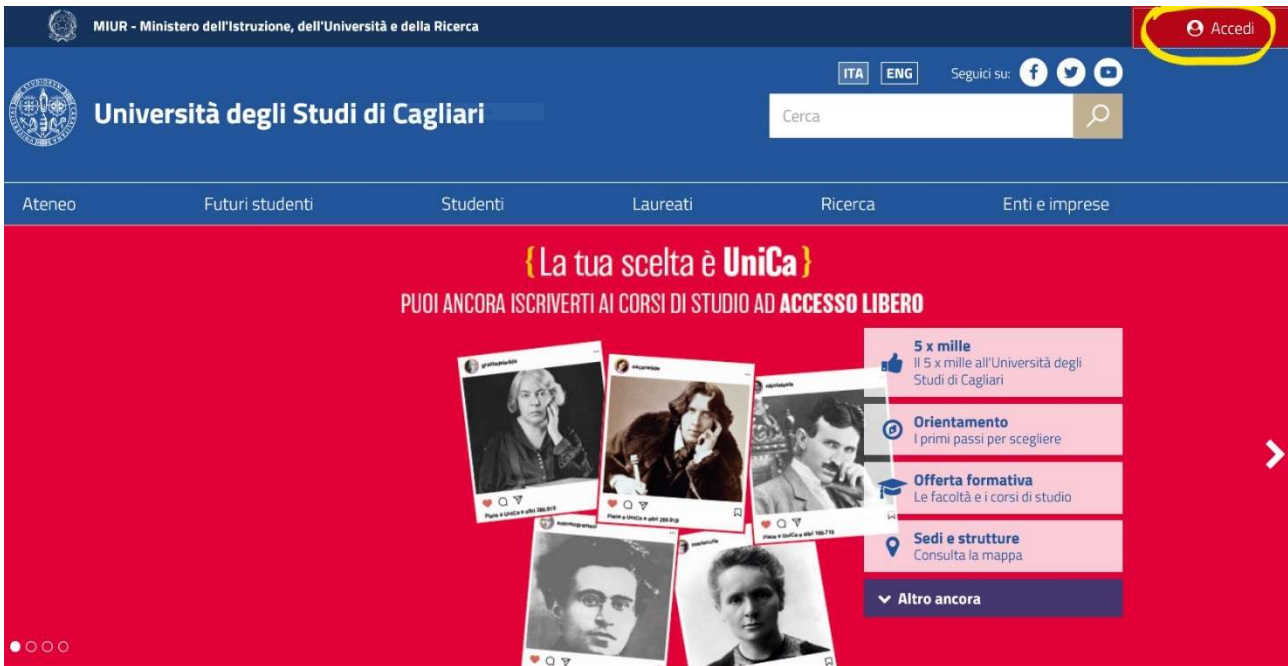 MIUR - Ministero dell'Istruzione, dell'Università e della Ricerca
Accedi
ITA ENG Seguici su:
Università degli Studi di Cagliari
Cerca
Ateneo Futuri studenti Studenti Laureati Ricerca Enti e imprese
{La tua scelta è UniCa}
PUOI ANCORA ISCRIVERTI AI CORSI DI STUDIO AD ACCESSO LIBERO
5 x mille
Il 5 x mille all'Università degli
Studi di Cagliari
Orientamento
I primi passi per scegliere
Offerta formativa
Le facoltà e i corsi di studio
Sedi e strutture
Consulta la mappa
Altro ancora